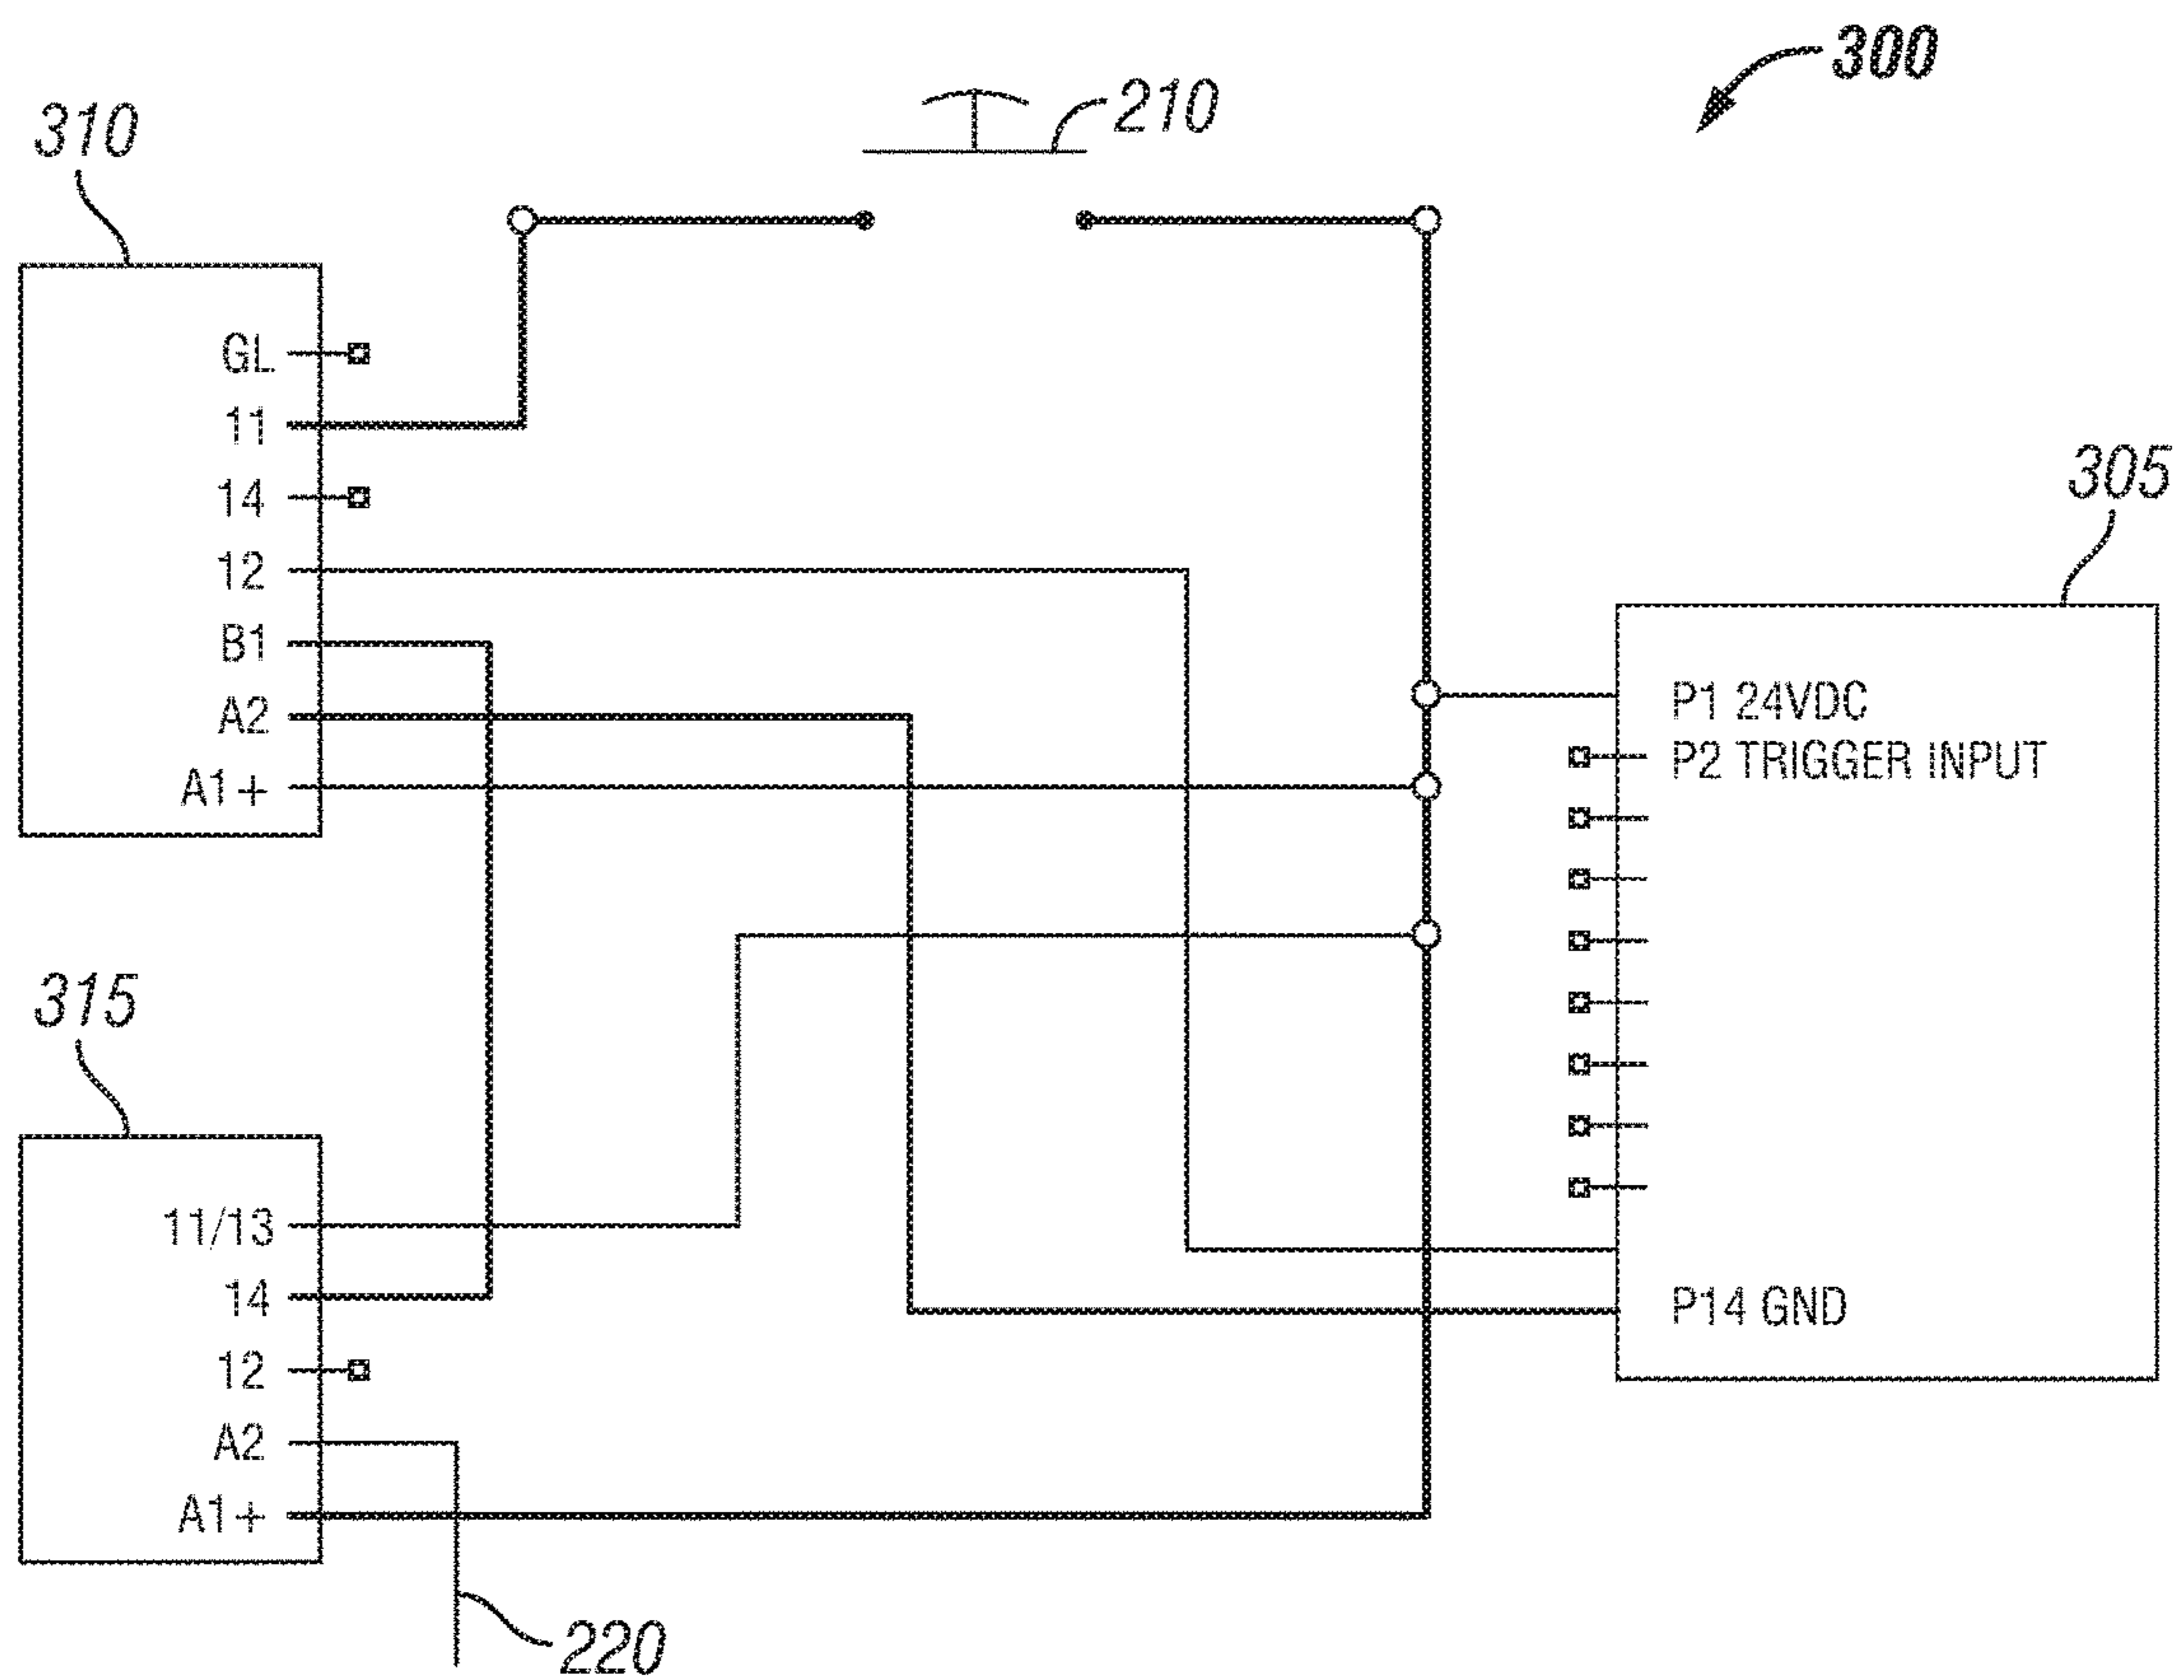 300
210
310
GL
11
14
12
B1
A2
A1+
305
P1 24VDC
P2 TRIGGER INPUT
P14 GND
315
11/13
14
12
A2
A1+
220